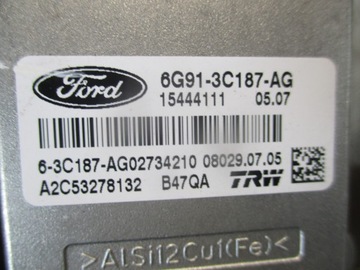 Ford
6G91-3C187-AG
15444111 05.07
6-3C187-AG02734210 08029.07.05
A2C53278132 B47QA TRW
>AlSi12Cu1(Fe)<